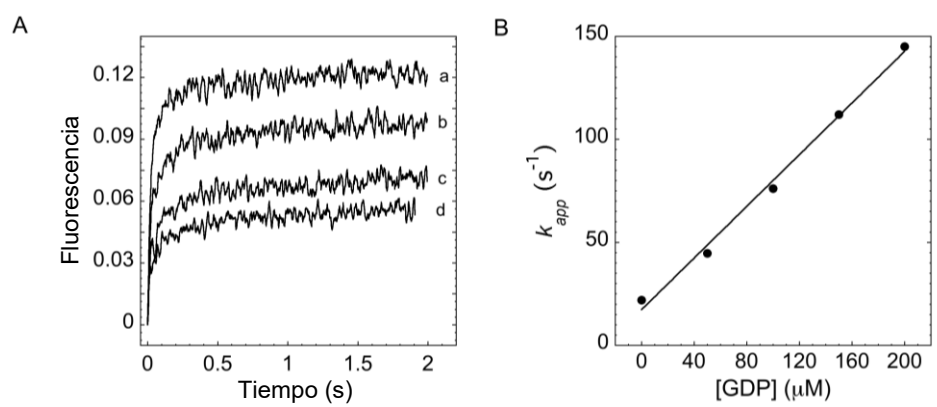 A
Fluorescencia
0.12
0.09
0.06
0.03
0
a
b
c
d
0
0.5
1
1.5
2
Tiempo (s)
B
k app (s-1)
150
100
50
0
0
40
80
120
160
200
[GDP] (μM)